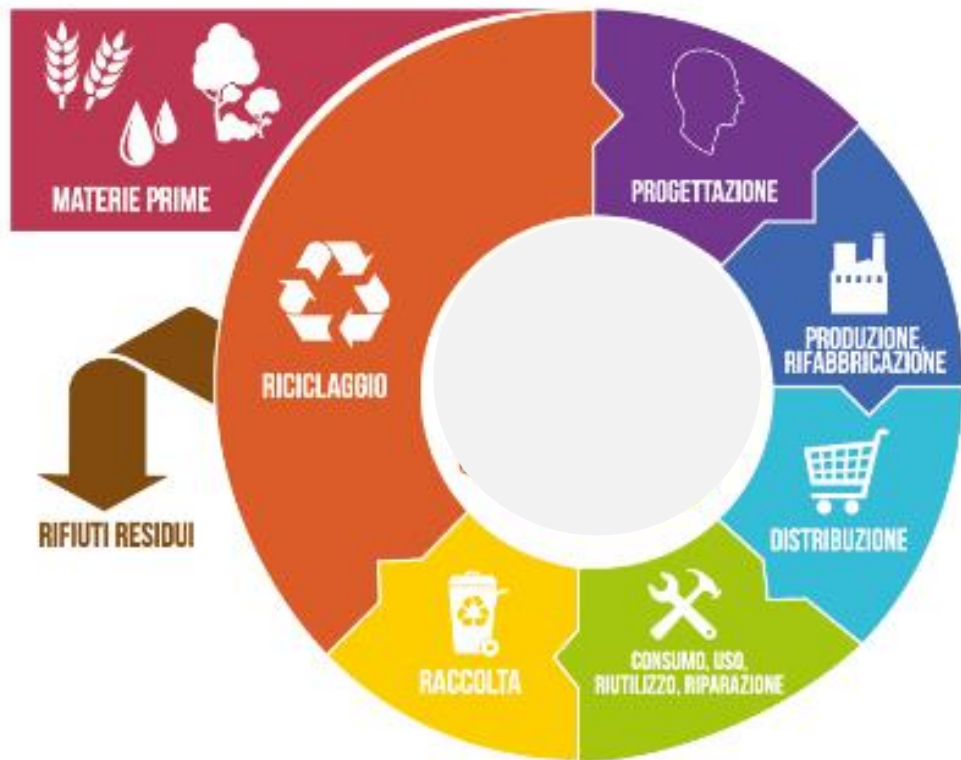 MATERIE PRIME
PROGETTAZIONE
PRODUZIONE,
RIFABBRICAZIONE
DISTRIBUZIONE
CONSUMO, USO,
RIUTILIZZO, RIPARAZIONE
RACCOLTA
RICICLAGGIO
RIFIUTI RESIDUI